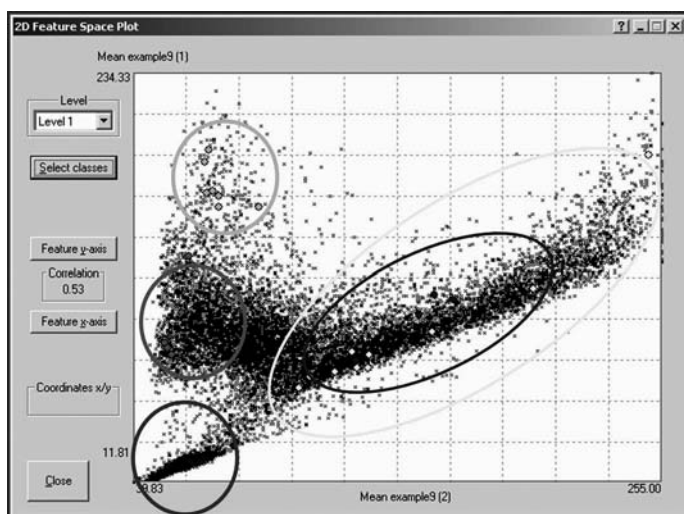 2D Feature Space Plot
Mean example9 (1)
234.33
Level
Level 1
Select classes
Feature y-axis
Correlation
0.53
Feature x-axis
Coordinates x/y
11.81
Close
39.83
Mean example9 (2)
255.00